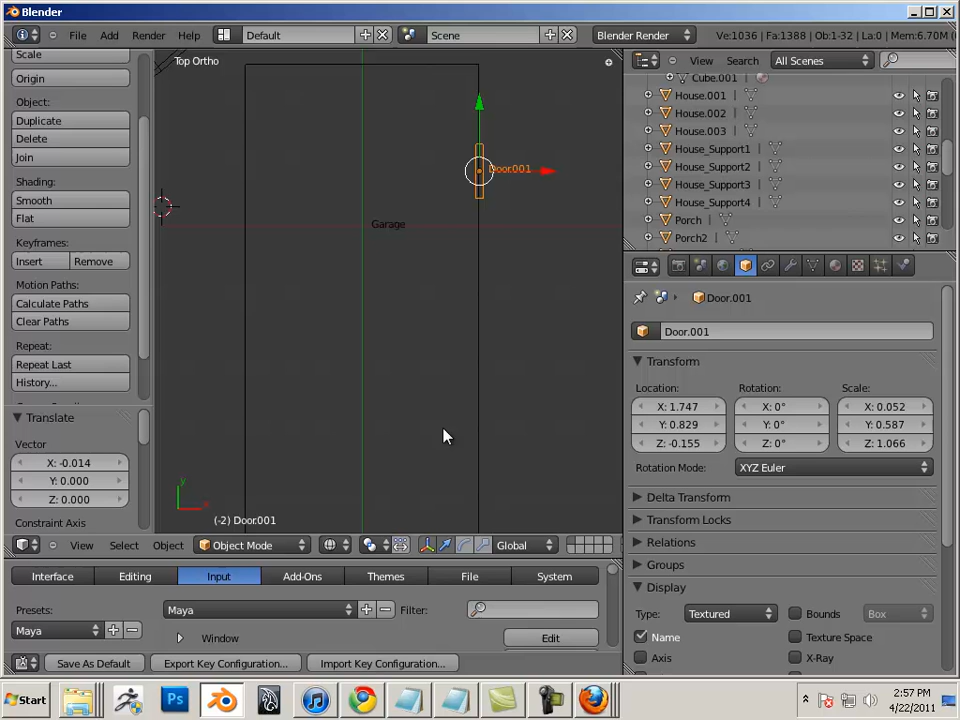 Blender
File Add Render Help Default Scene Blender Render Ve:1036 | Fa:1388 | Ob:1-32 | La:0 | Mem:6.70M
Scale
Origin
Object:
Duplicate
Delete
Join
Shading:
Smooth
Flat
Keyframes:
Insert Remove
Motion Paths:
Calculate Paths
Clear Paths
Repeat:
Repeat Last
History...
Translate
Vector
X: -0.014
Y: 0.000
Z: 0.000
Constraint Axis
Top Ortho
Door.001
Garage
y
x
(-2) Door.001
View Select Object Object Mode Global
Interface Editing Input Add-Ons Themes File System
Presets: Maya Filter:
Maya Window Edit
Save As Default Export Key Configuration... Import Key Configuration...
View Search All Scenes
Cube.001
House.001
House.002
House.003
House_Support1
House_Support2
House_Support3
House_Support4
Porch
Porch2
Door.001
Door.001
Transform
Location: Rotation: Scale:
X: 1.747 X: 0° X: 0.052
Y: 0.829 Y: 0° Y: 0.587
Z: -0.155 Z: 0° Z: 1.066
Rotation Mode: XYZ Euler
Delta Transform
Transform Locks
Relations
Groups
Display
Type: Textured Bounds Box
Name Texture Space
Axis X-Ray
Start Ps 2:57 PM
4/22/2011